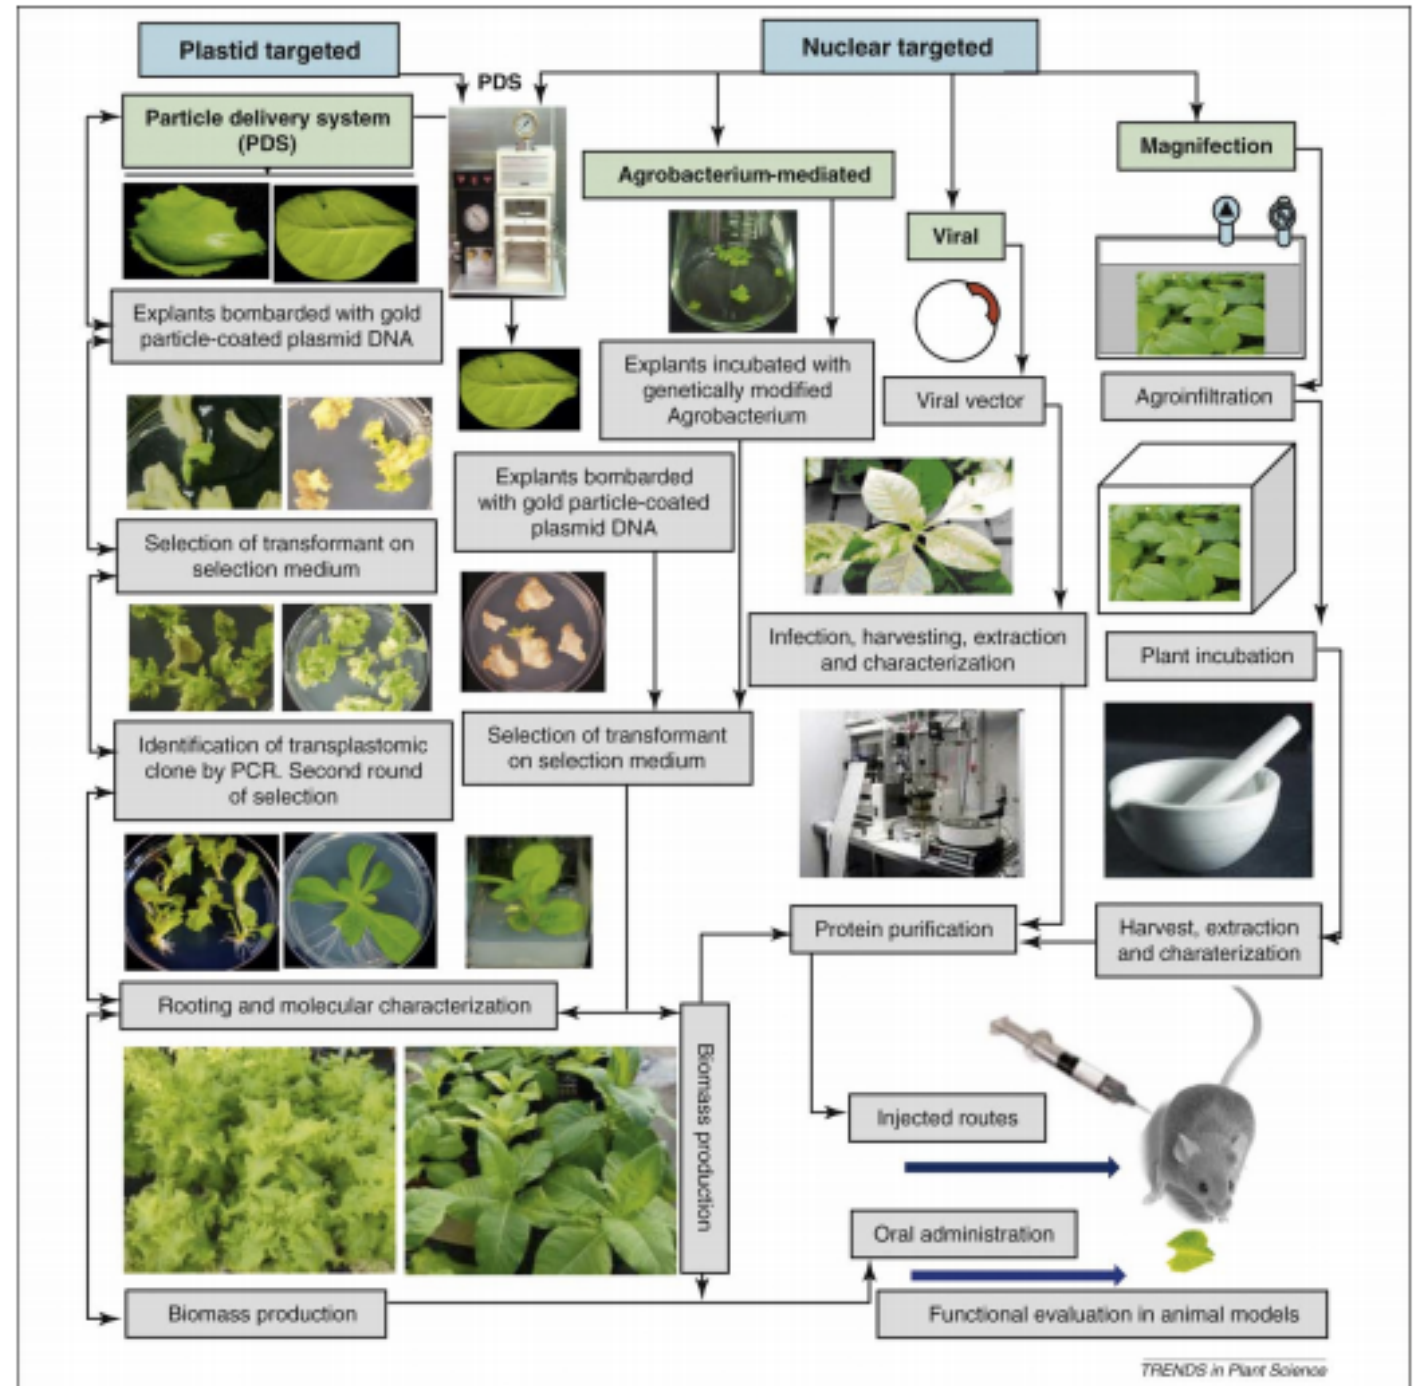 Plastid targeted
Nuclear targeted
PDS
Particle delivery system
(PDS)
Agrobacterium-mediated
Magnifection
Viral
Explants bombarded with gold
particle-coated plasmid DNA
Explants incubated with
genetically modified
Agrobacterium
Viral vector
Agroinfiltration
Explants bombarded
with gold particle-coated
plasmid DNA
Selection of transformant on
selection medium
Infection, harvesting, extraction
and characterization
Plant incubation
Identification of transplastomic
clone by PCR. Second round
of selection
Selection of transformant
on selection medium
Protein purification
Harvest, extraction
and charaterization
Rooting and molecular characterization
Biomass production
Injected routes
Oral administration
Biomass production
Functional evaluation in animal models
TRENDS in Plant Science